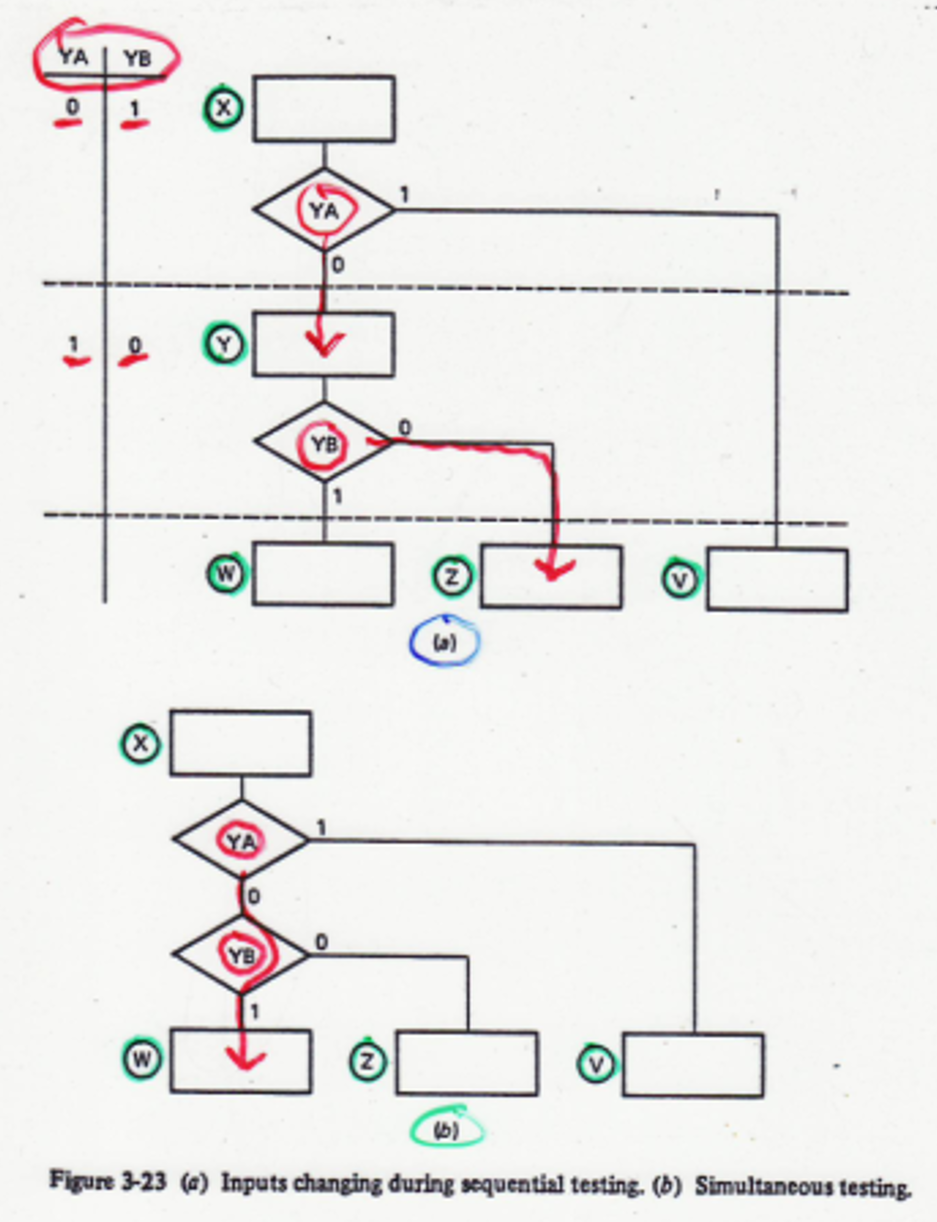 YA YB
0 1
X
YA
1
0
1 0
Y
YB
0
1
W
Z
V
(a)
X
YA
1
0
YB
0
1
W
Z
V
(b)
Figure 3-23 (a) Inputs changing during sequential testing. (b) Simultaneous testing.